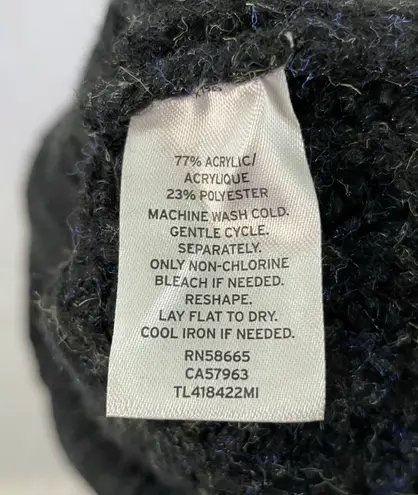 77% ACRYLIC/
ACRYLIQUE
23% POLYESTER
MACHINE WASH COLD.
GENTLE CYCLE.
SEPARATELY.
ONLY NON-CHLORINE
BLEACH IF NEEDED.
RESHAPE.
LAY FLAT TO DRY.
COOL IRON IF NEEDED.
RN58665
CA57963
TL418422MI